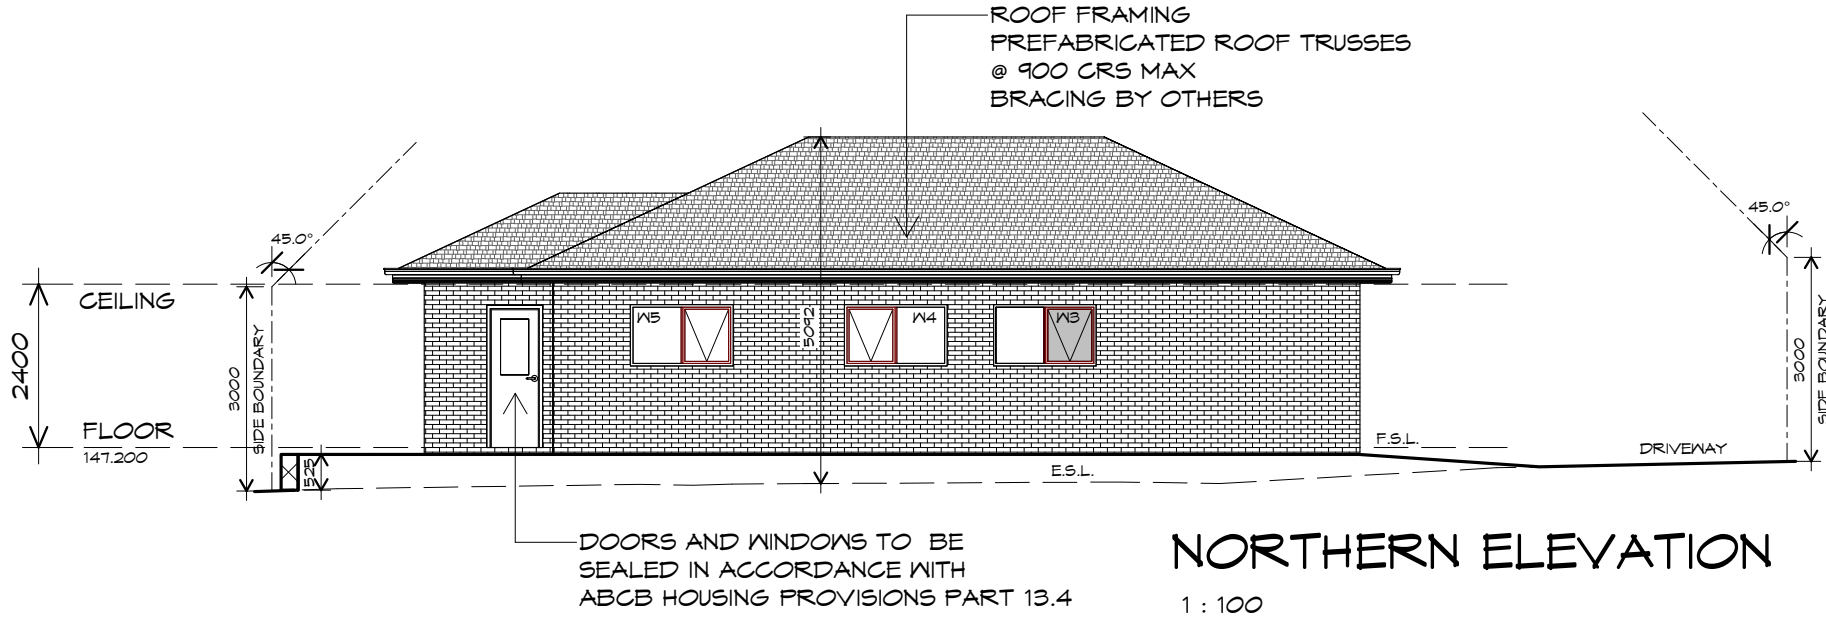 ROOF FRAMING
PREFABRICATED ROOF TRUSSES
@ 900 CRS MAX
BRACING BY OTHERS
45.0°
45.0°
CEILING
2400
3000
SIDE BOUNDARY
FLOOR
147.200
525
W5
5092
W4
W3
E.S.L.
F.S.L.
DRIVEWAY
3000
SIDE BOUNDARY
DOORS AND WINDOWS TO BE
SEALED IN ACCORDANCE WITH
ABCB HOUSING PROVISIONS PART 13.4
NORTHERN ELEVATION
1 : 100